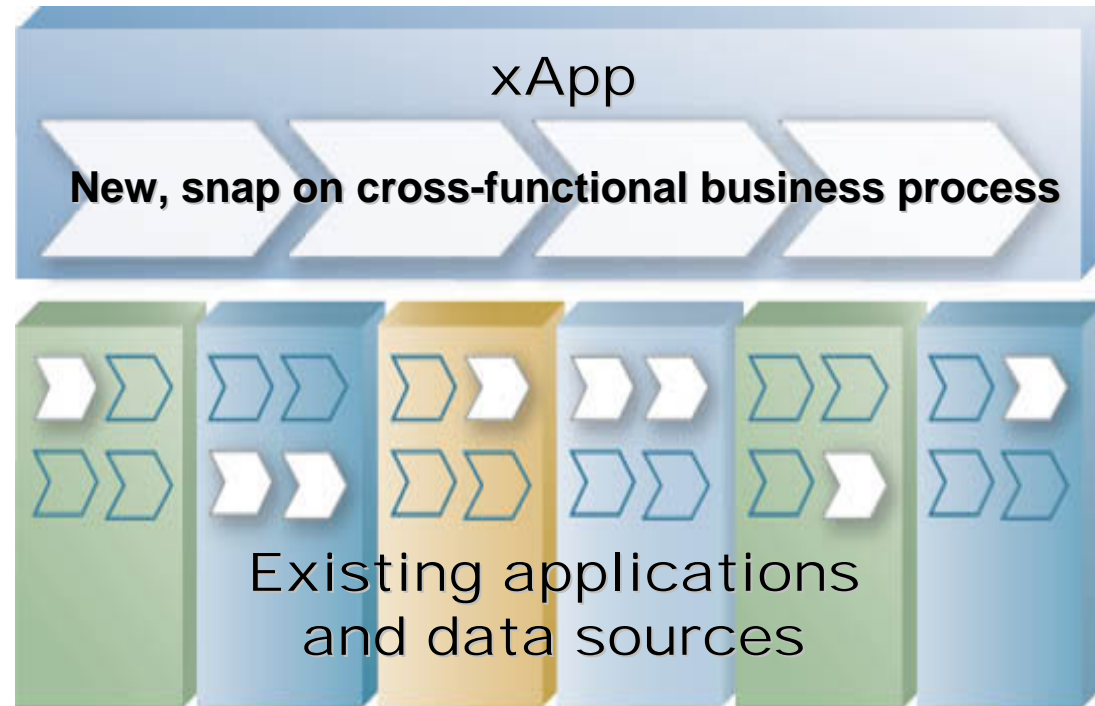 xApp
New, snap on cross-functional business process
Existing applications
and data sources